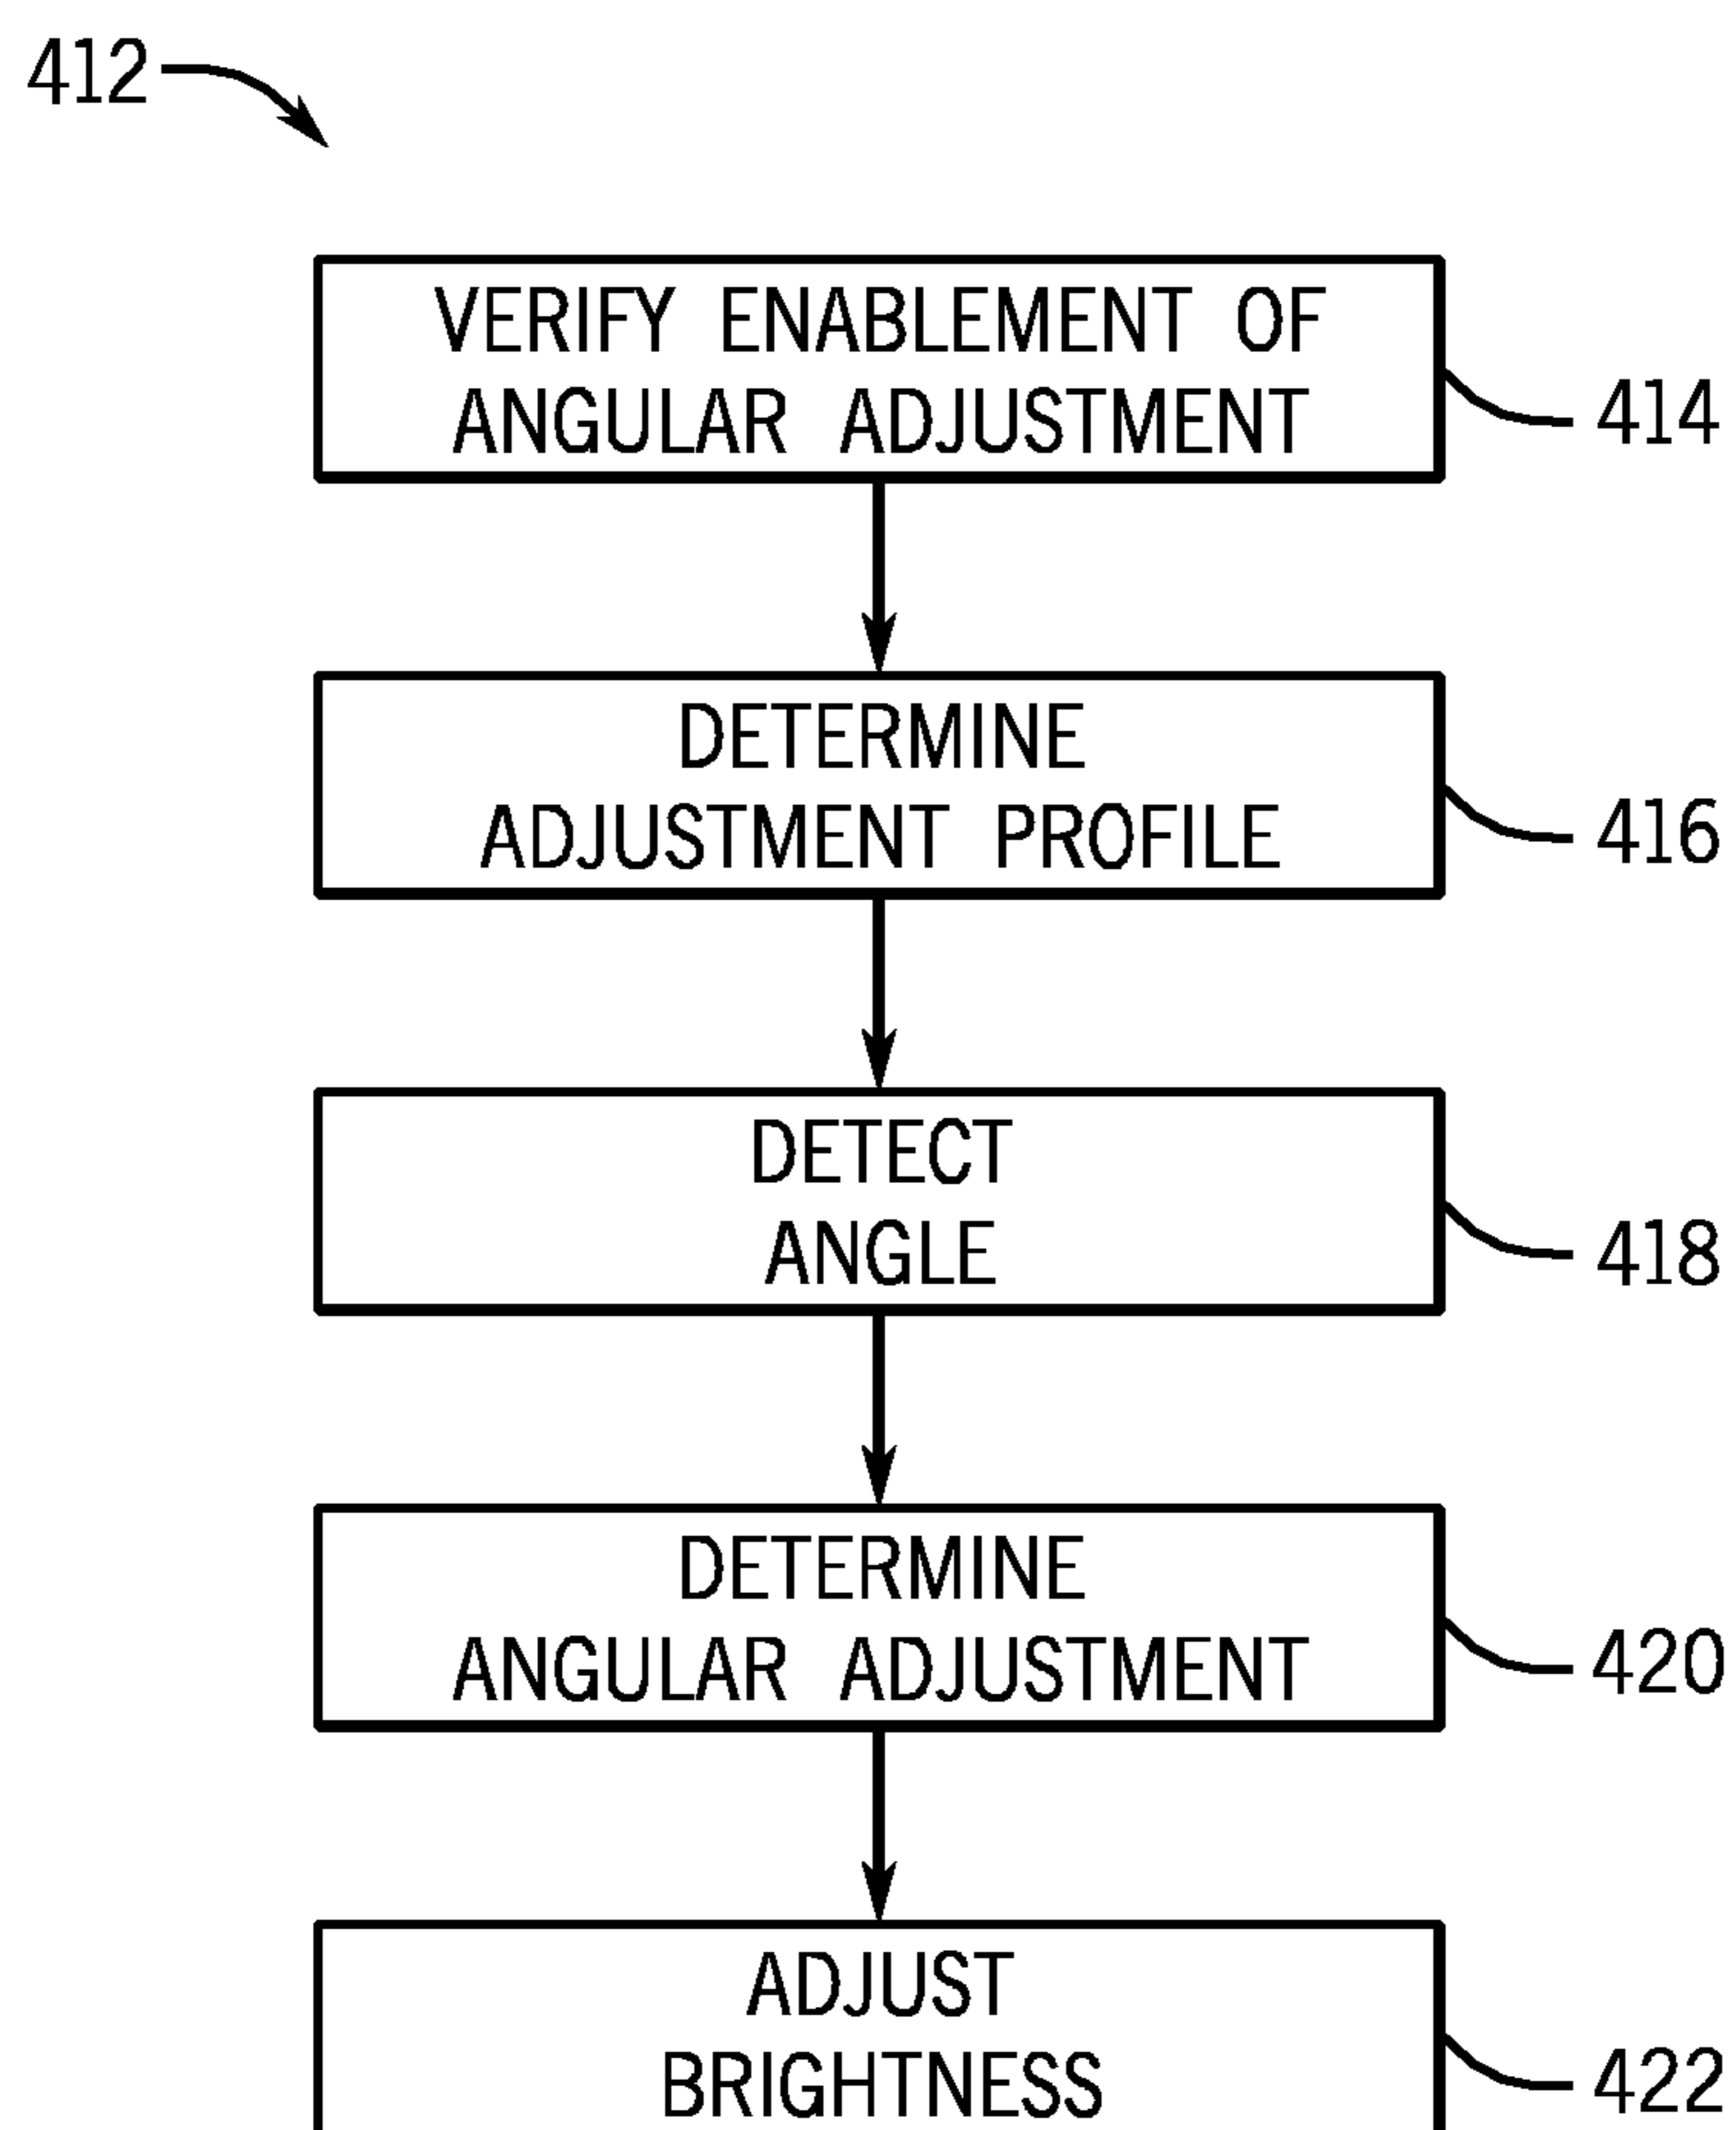 412
VERIFY ENABLEMENT OF
ANGULAR ADJUSTMENT
414
DETERMINE
ADJUSTMENT PROFILE
416
DETECT
ANGLE
418
DETERMINE
ANGULAR ADJUSTMENT
420
ADJUST
BRIGHTNESS
422